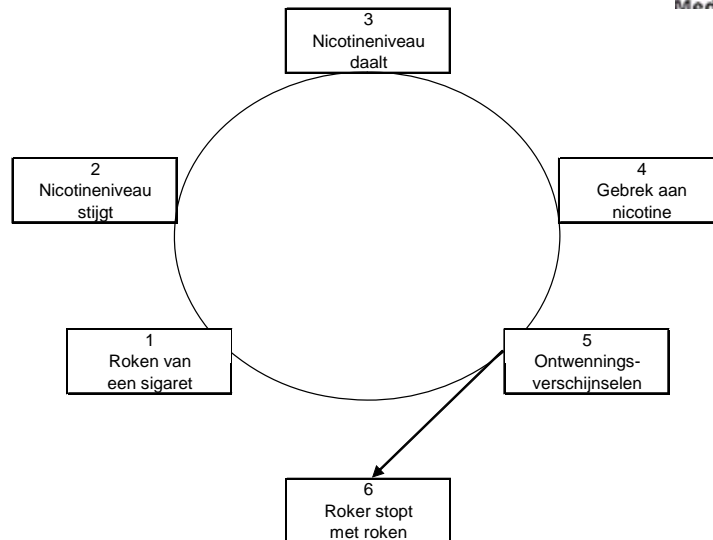 3
Nicotineniveau
daalt
2
Nicotineniveau
stijgt
4
Gebrek aan
nicotine
1
Roken van
een sigaret
5
Ontwennings-
verschijnselen
6
Roker stopt
met roken